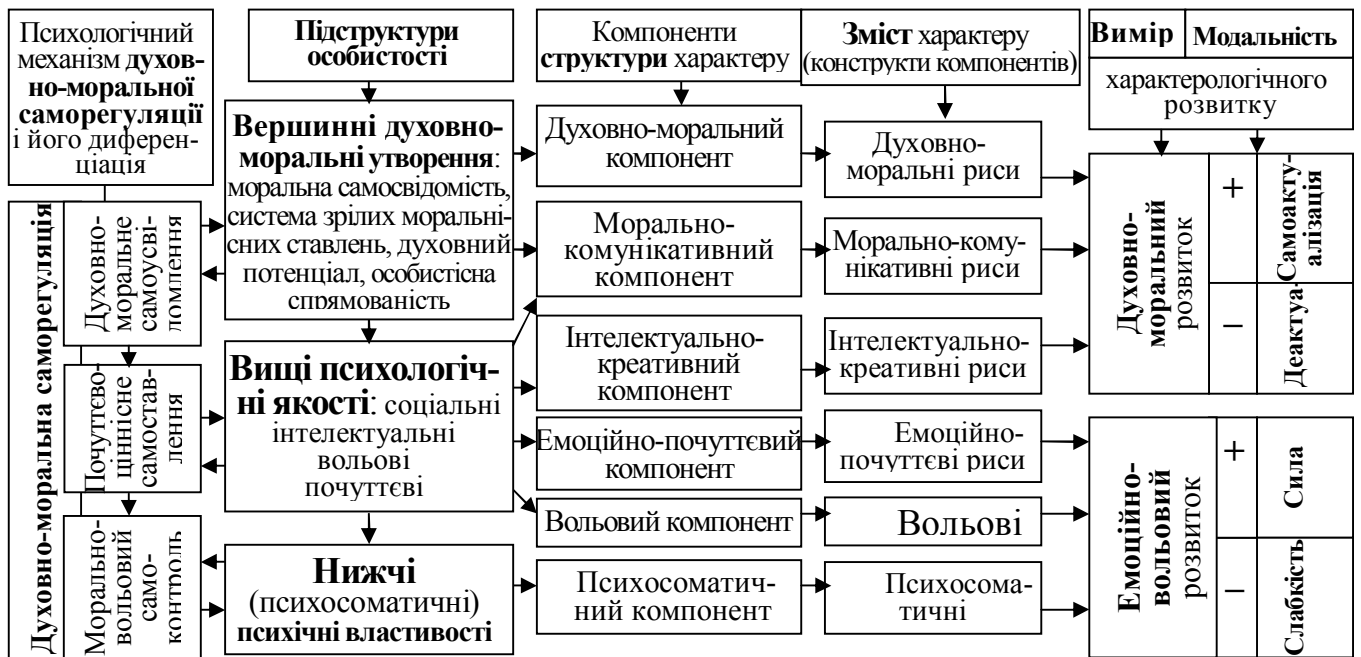 Психологічний
механізм духов-
но-моральної
саморегуляції
і його диферен-
ціація
Підструктури
особистості
Компоненти
структури характеру
Зміст характеру
(конструкти компонентів)
Вимір
Модальність
характерологічного
розвитку
Духовно-моральна саморегуляція
Духовно-
моральне
самоусві-
домлення
Почуттєво-
ціннісне
самостав-
лення
Морально-
вольовий
само-
контроль
Вершинні духовно-
моральні утворення:
моральна самосвідомість,
система зрілих моральні-
сних ставлень, духовний
потенціал, особистісна
спрямованість
Вищі психологіч-
ні якості: соціальні
інтелектуальні
вольові
почуттєві
Нижчі
(психосоматичні)
психічні властивості
Духовно-моральний
компонент
Морально-
комунікативний
компонент
Інтелектуально-
креативний
компонент
Емоційно-почуттєвий
компонент
Вольовий компонент
Психосоматич-
ний компонент
Духовно-
моральні риси
Морально-кому-
нікативні риси
Інтелектуально-
креативні риси
Емоційно-
почуттєві риси
Вольові
Психосома-
тичні
Духовно-
моральний
розвиток
+
−
Самоакту-
алізація
Деактуа-
Емоційно-
вольовий
розвиток
+
−
Сила
Слабкість